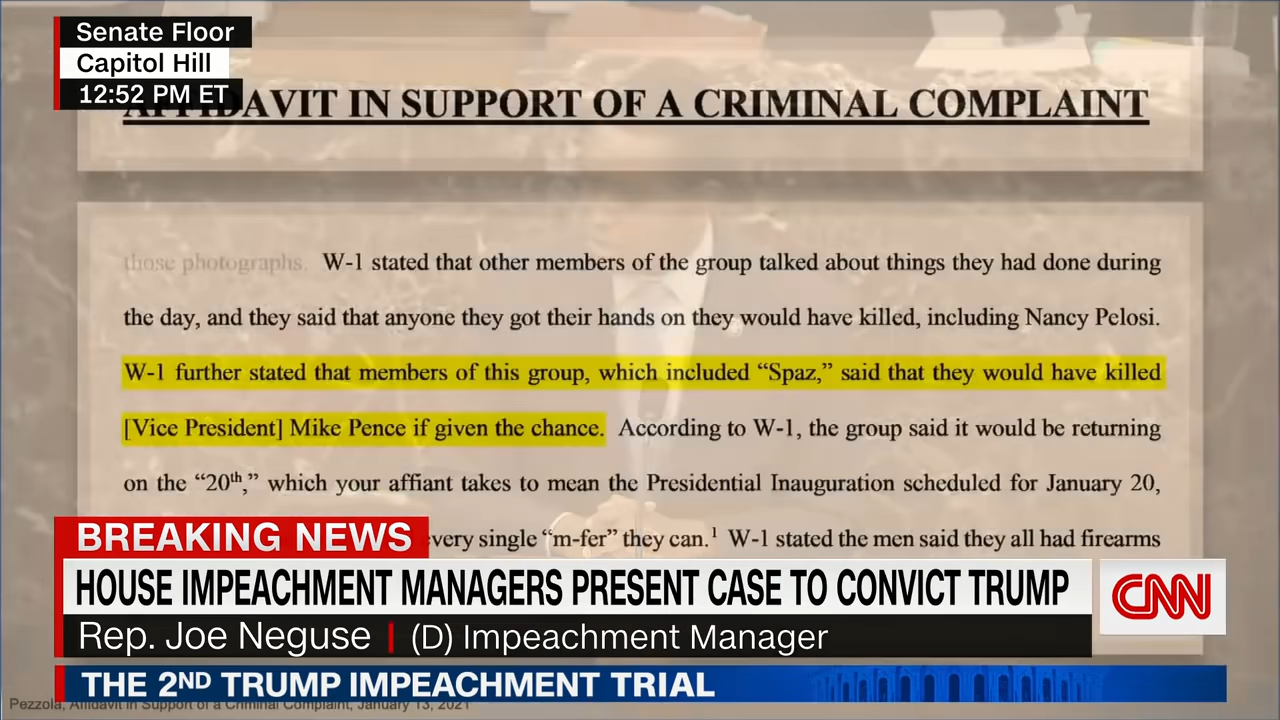 Senate Floor
Capitol Hill
12:52 PM ET
AFFIDAVIT IN SUPPORT OF A CRIMINAL COMPLAINT
those photographs. W-1 stated that other members of the group talked about things they had done during
the day, and they said that anyone they got their hands on they would have killed, including Nancy Pelosi.
W-1 further stated that members of this group, which included “Spaz,” said that they would have killed
[Vice President] Mike Pence if given the chance. According to W-1, the group said it would be returning
on the “20th,” which your affiant takes to mean the Presidential Inauguration scheduled for January 20,
every single “m-fer” they can.1 W-1 stated the men said they all had firearms
BREAKING NEWS
HOUSE IMPEACHMENT MANAGERS PRESENT CASE TO CONVICT TRUMP
CNN
Rep. Joe Neguse | (D) Impeachment Manager
THE 2ND TRUMP IMPEACHMENT TRIAL
Pezzola, Affidavit in Support of a Criminal Complaint, January 13, 2021